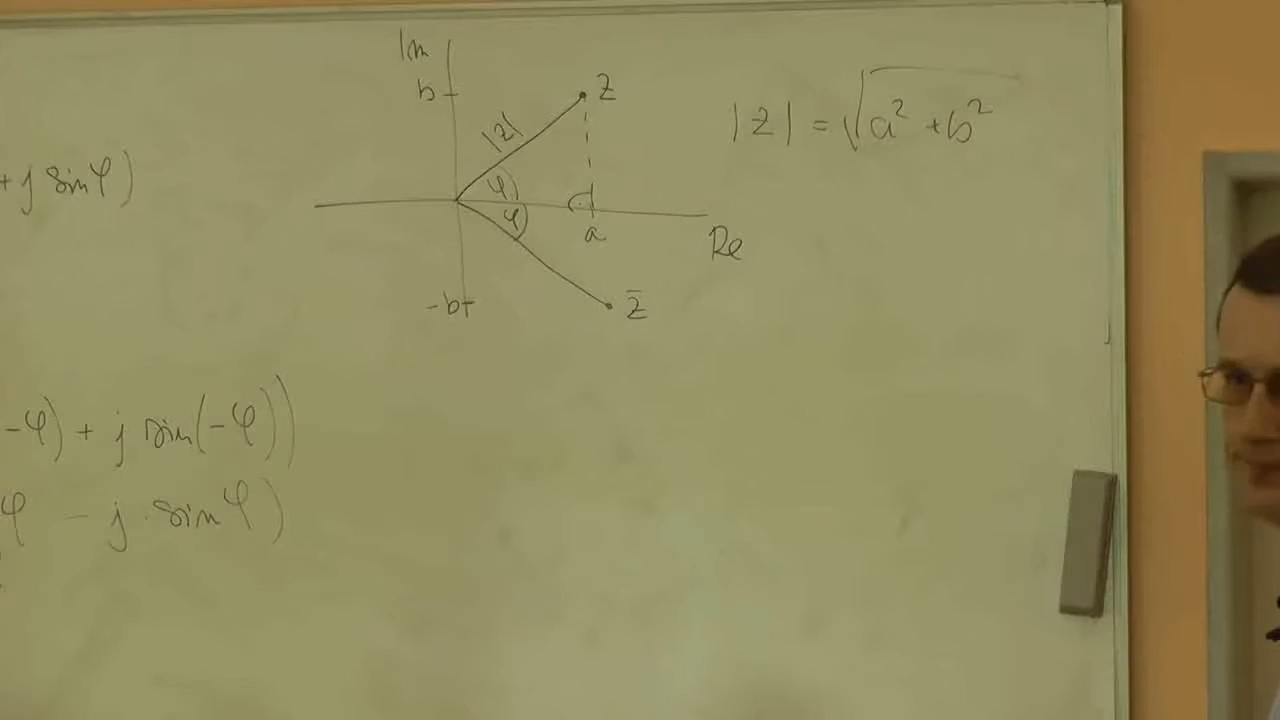 Im
b
z
|z|
|z| = √(a² + b²)
+ j sin φ)
φ
φ
a
Re
-b
z̄
-φ) + j sin(-φ))
φ - j · sin φ)